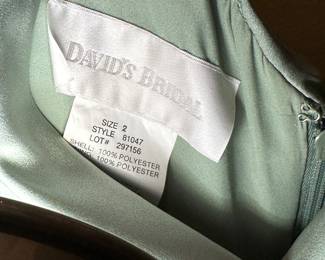 DAVID'S BRIDAL
SIZE 2
STYLE 81047
LOT# 297156
SHELL: 100% POLYESTER
100% POLYESTER